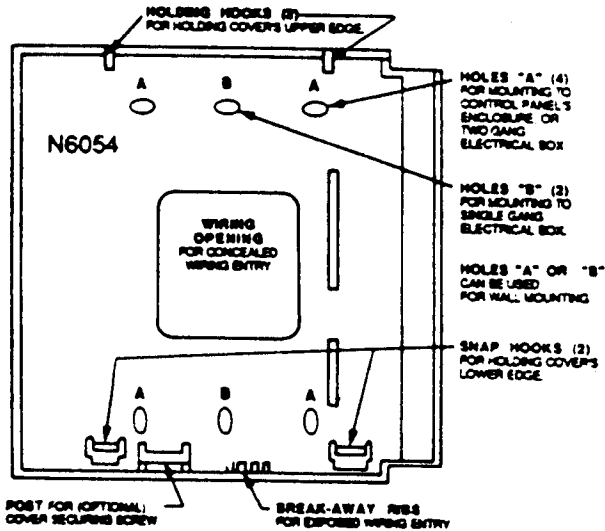 HOLDING HOOKS (2)
FOR HOLDING COVER'S UPPER EDGE.
A
B
A
N6054
HOLES "A" (4)
FOR MOUNTING TO
CONTROL PANEL'S
ENCLOSURE, OR
TWO GANG
ELECTRICAL BOX
HOLES "B" (2)
FOR MOUNTING TO
SINGLE GANG
ELECTRICAL BOX.
WIRING
OPENING
FOR CONCEALED
WIRING ENTRY
HOLES "A" OR "B"
CAN BE USED
FOR WALL MOUNTING
SNAP HOOKS (2)
FOR HOLDING COVER'S
LOWER EDGE
A
B
A
POST FOR (OPTIONAL)
COVER SECURING SCREW
BREAK-AWAY RIBS
FOR EXPOSED WIRING ENTRY